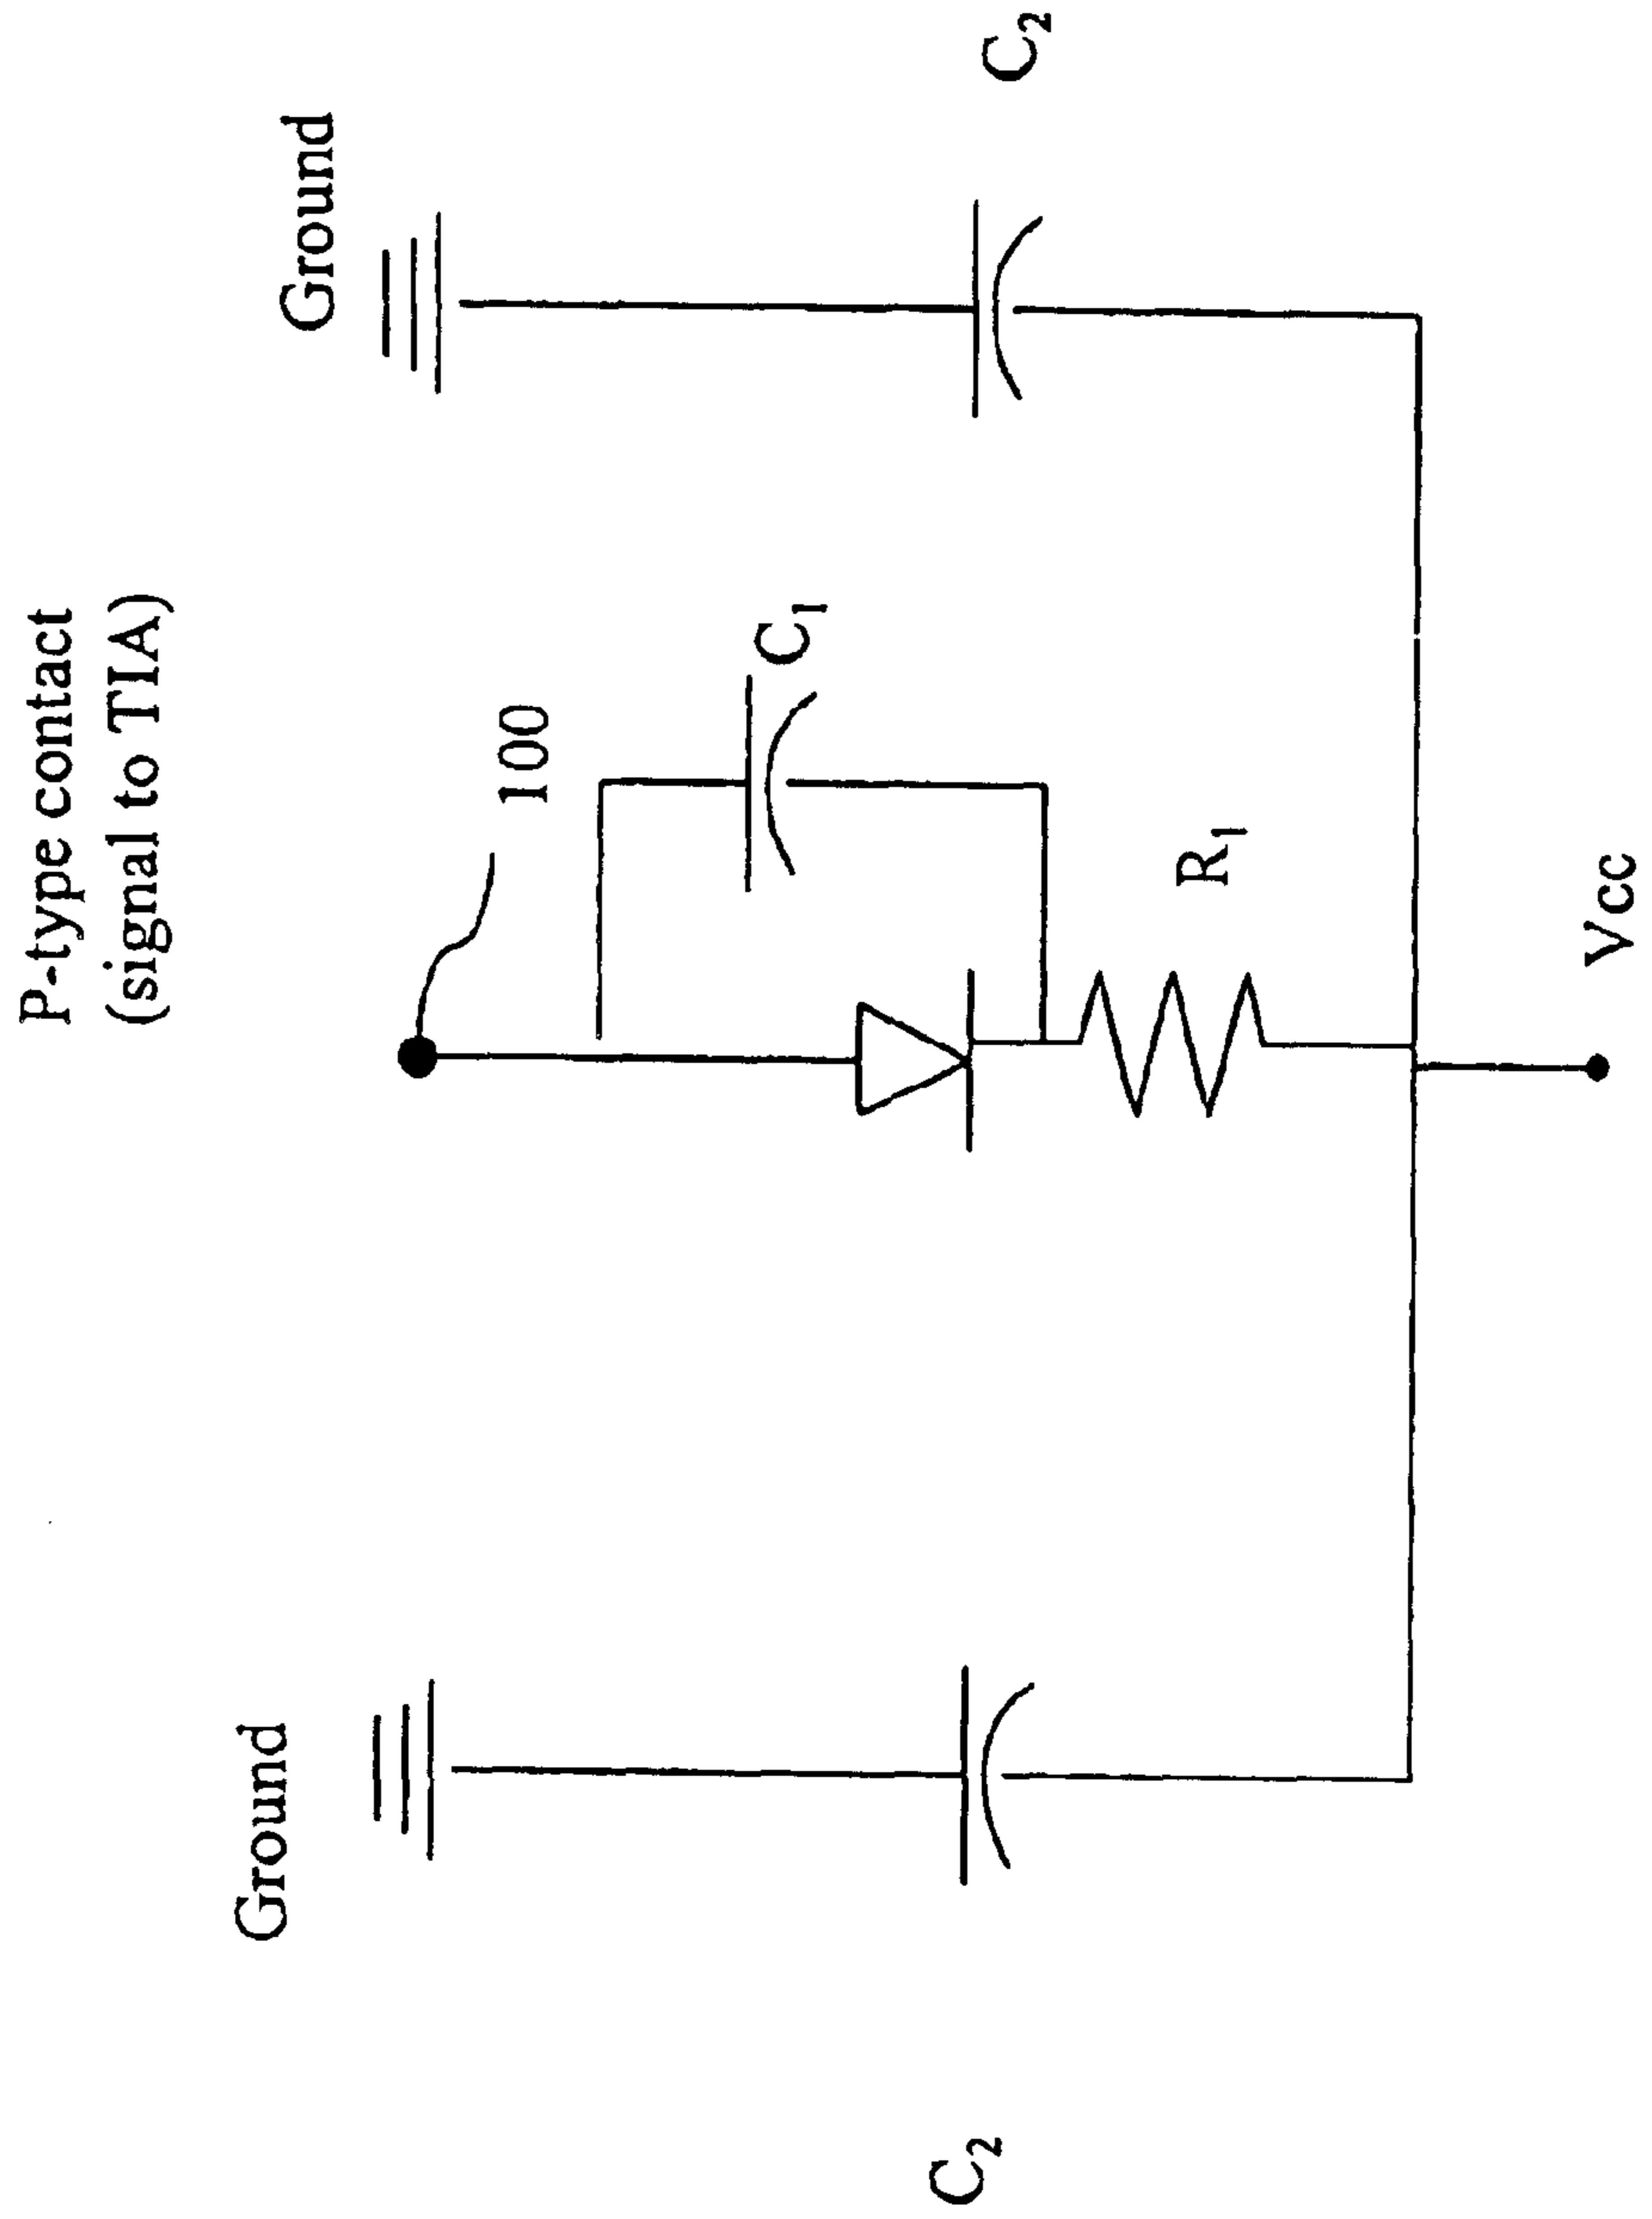 P-type contact
(signal to TIA)
Ground
Ground
100
C₁
C₂
C₂
R₁
Vcc